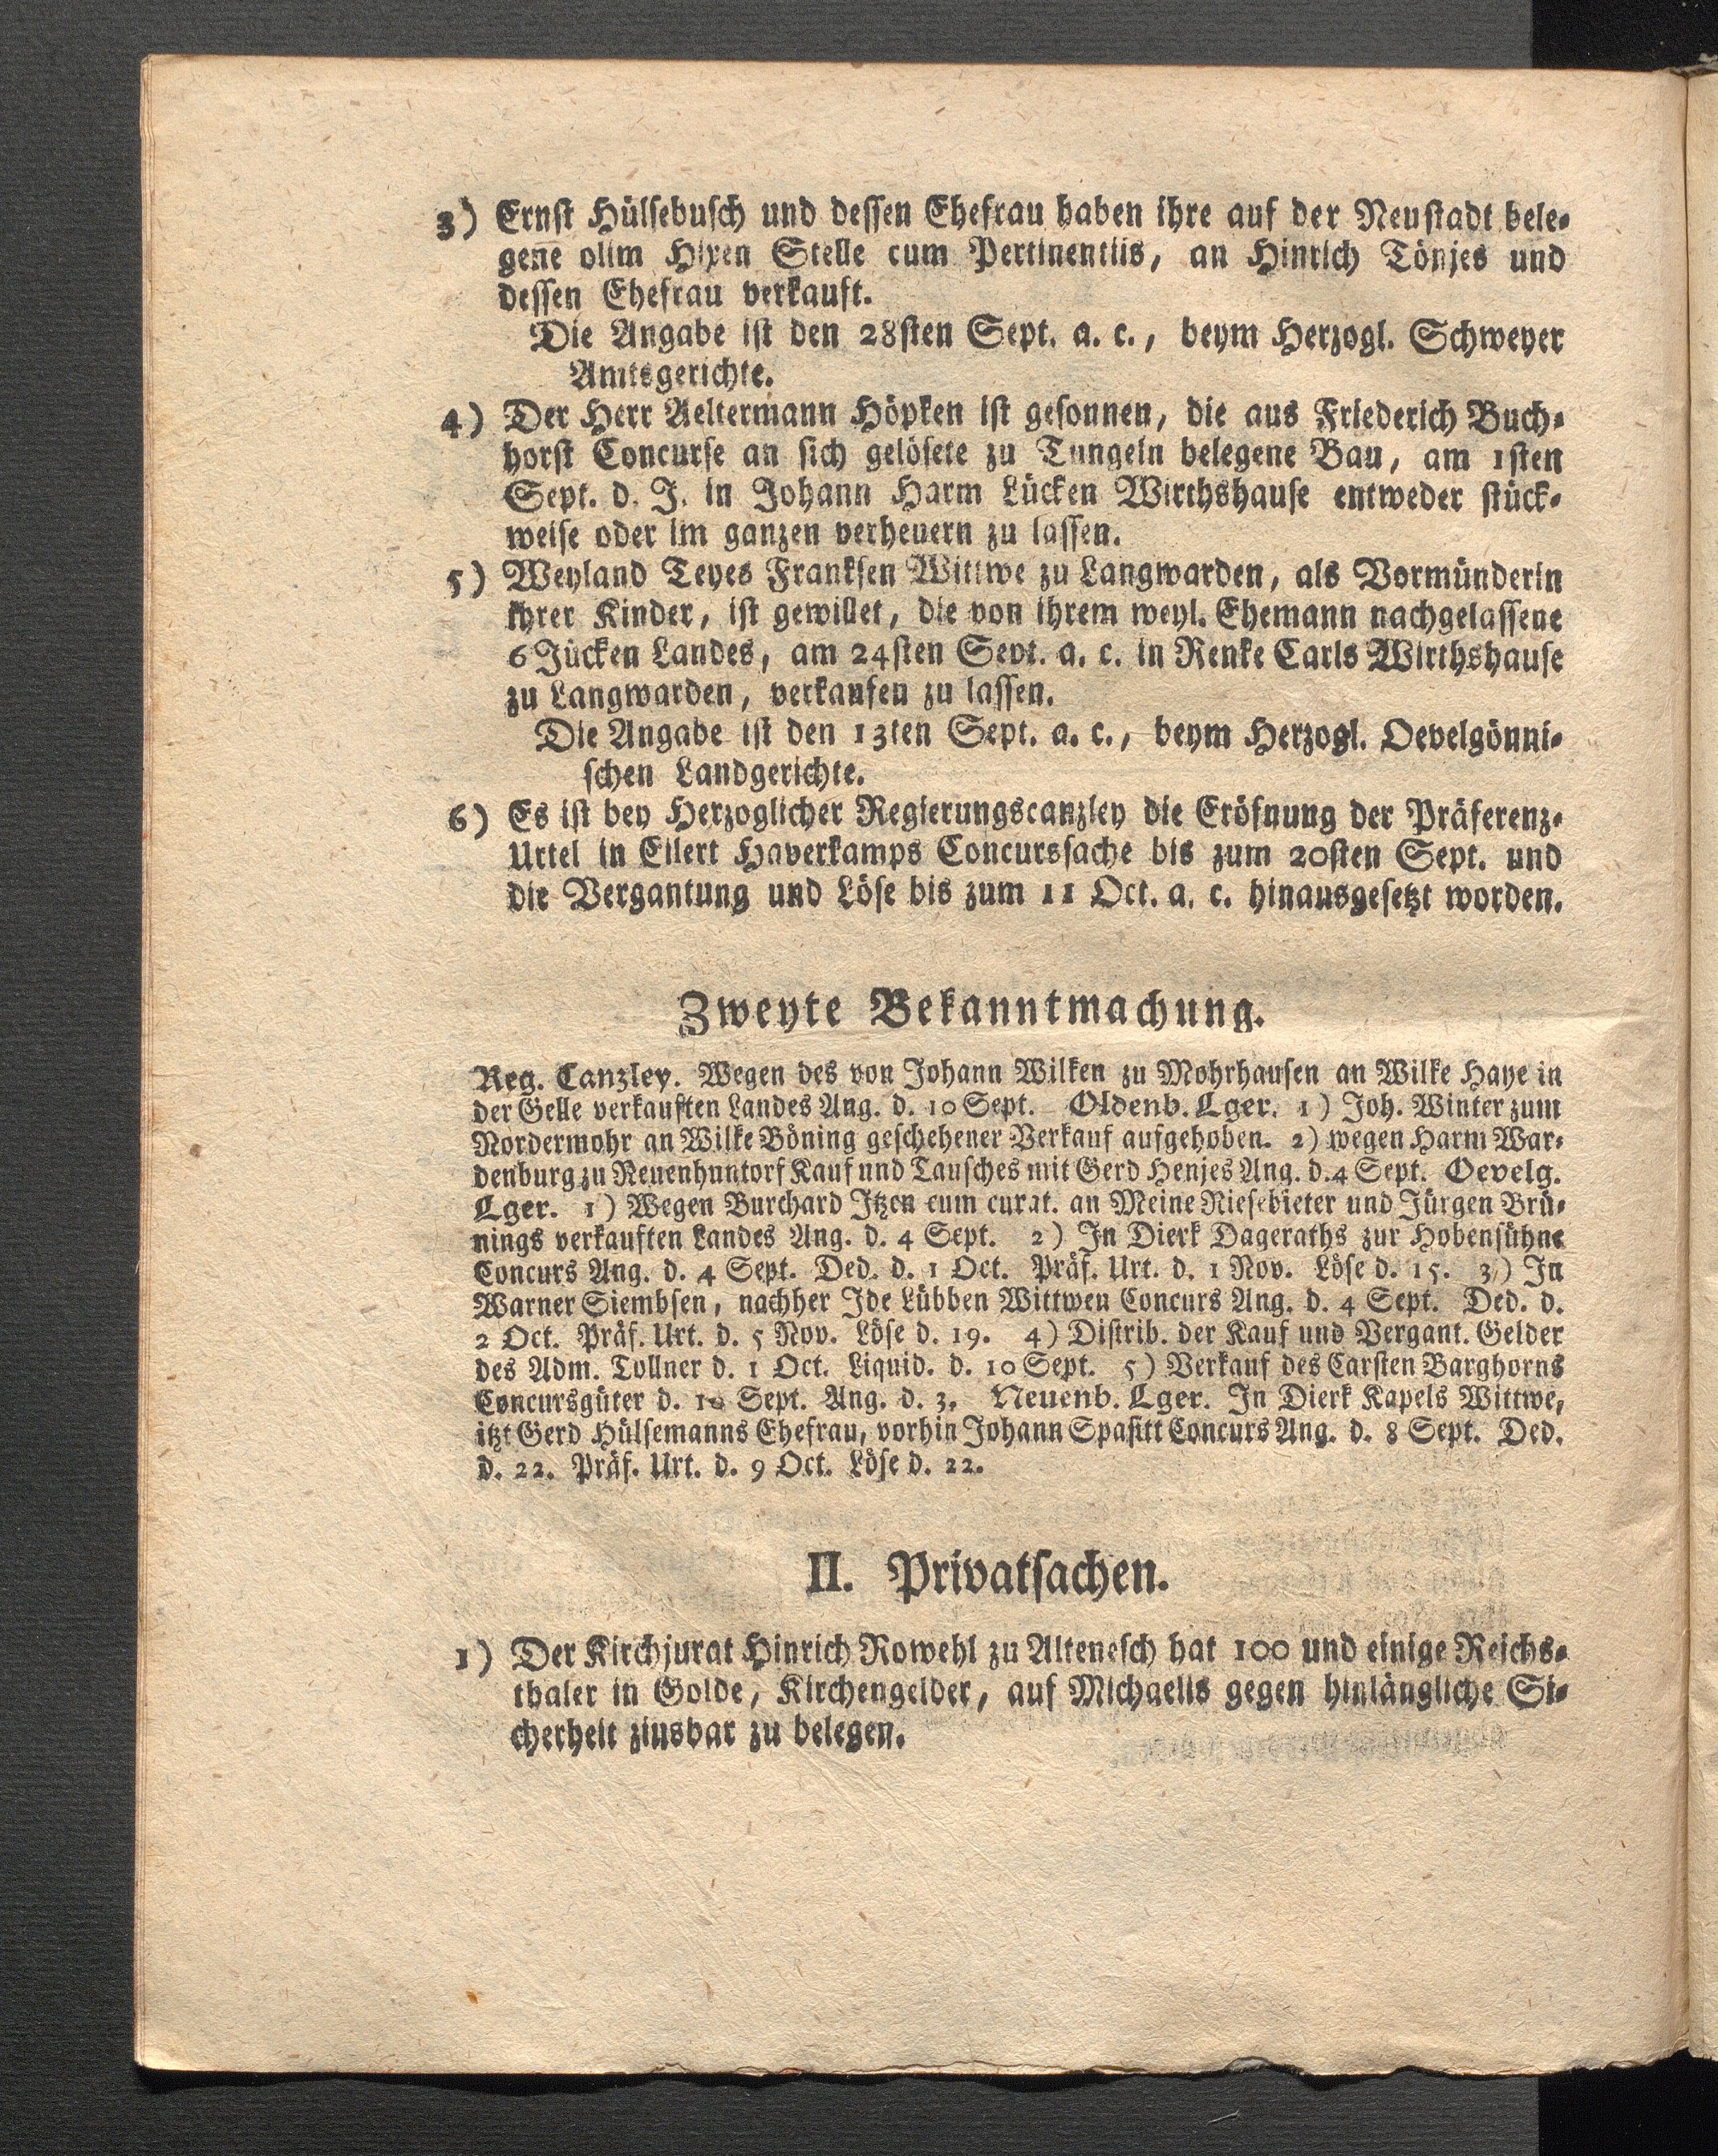 3) Ernst Hülsebusch und dessen Ehefrau haben ihre auf der Neustadt bele-
gene olim Hixen Stelle cum Pertinentiis, an Hinrich Tönjes und
dessen Ehefrau verkauft.
Die Angabe ist den 28sten Sept. a. c., beym Herzogl. Schweyer
Amtsgerichte.
4) Der Herr Aeltermann Höpken ist gesonnen, die aus Friederich Buch-
horst Concurse an sich gelösete zu Tungeln belegene Bau, am 1sten
Sept. d. J. in Johann Harm Lücken Wirthshause entweder stück-
weise oder im ganzen verheuern zu lassen.
5) Weyland Teyes Franksen Wittwe zu Langwarden, als Vormünderin
ihrer Kinder, ist gewillet, die von ihrem weyl. Ehemann nachgelassene
6 Jücken Landes, am 24sten Sept. a. c. in Renke Carls Wirthshause
zu Langwarden, verkaufen zu lassen.
Die Angabe ist den 13ten Sept. a. c., beym Herzogl. Oevelgönni-
schen Landgerichte.
6) Es ist bey Herzoglicher Regierungscanzley die Eröfnung der Präferenz-
Urtel in Eilert Haverkamps Concurssache bis zum 20sten Sept. und
die Vergantung und Löse bis zum 11 Oct. a. c. hinausgesetzt worden.
Zweyte Bekanntmachung.
Reg. Canzley. Wegen des von Johann Wilken zu Mohrhausen an Wilke Haye in
der Gelle verkauften Landes Ang. d. 10 Sept. Oldenb. Lger. 1) Joh. Winter zum
Nordermohr an Wilke Böning geschehener Verkauf aufgehoben. 2) wegen Harm War-
denburg zu Neuenhuntorf Kauf und Tausches mit Gerd Henjes Ang. d. 4 Sept. Oevelg.
Lger. 1) Wegen Burchard Itzen cum curat. an Meine Riesebieter und Jürgen Brü-
nings verkauften Landes Ang. d. 4 Sept. 2) In Dierk Dageraths zur Hobensühne
Concurs Ang. d. 4 Sept. Ded. d. 1 Oct. Präf. Urt. d. 1 Nov. Löse d. 15. 3) In
Warner Siembsen, nachher Ide Lübben Wittwen Concurs Ang. d. 4 Sept. Ded. d.
2 Oct. Präf. Urt. d. 5 Nov. Löse d. 19. 4) Distrib. der Kauf und Vergant. Gelder
des Adm. Tollner d. 1 Oct. Liquid. d. 10 Sept. 5) Verkauf des Carsten Barghorns
Concursgüter d. 10 Sept. Ang. d. 3. Neuenb. Lger. In Dierk Kapels Wittwe,
itzt Gerd Hülsemanns Ehefrau, vorhin Johann Spasitt Concurs Ang. d. 8 Sept. Ded.
d. 22. Präf. Urt. d. 9 Oct. Löse d. 22.
II. Privatsachen.
1) Der Kirchjurat Hinrich Rowehl zu Altenesch hat 100 und einige Reichs-
thaler in Golde, Kirchengelder, auf Michaelis gegen hinlängliche Si-
cherheit zinsbar zu belegen.